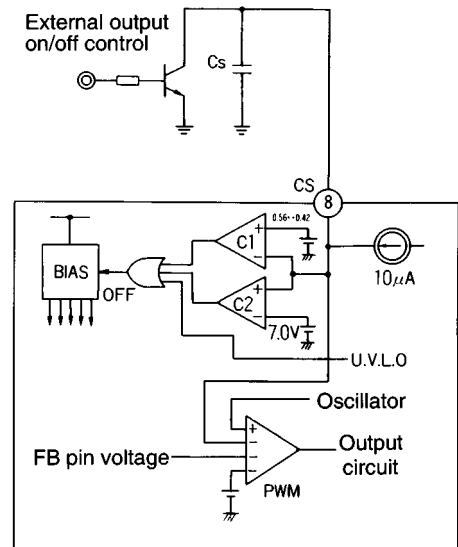 External output
on/off control
Cs
CS
8
0.56··0.42
C1
10μA
BIAS
OFF
C2
7.0V
U.V.L.O
Oscillator
FB pin voltage
Output
circuit
PWM